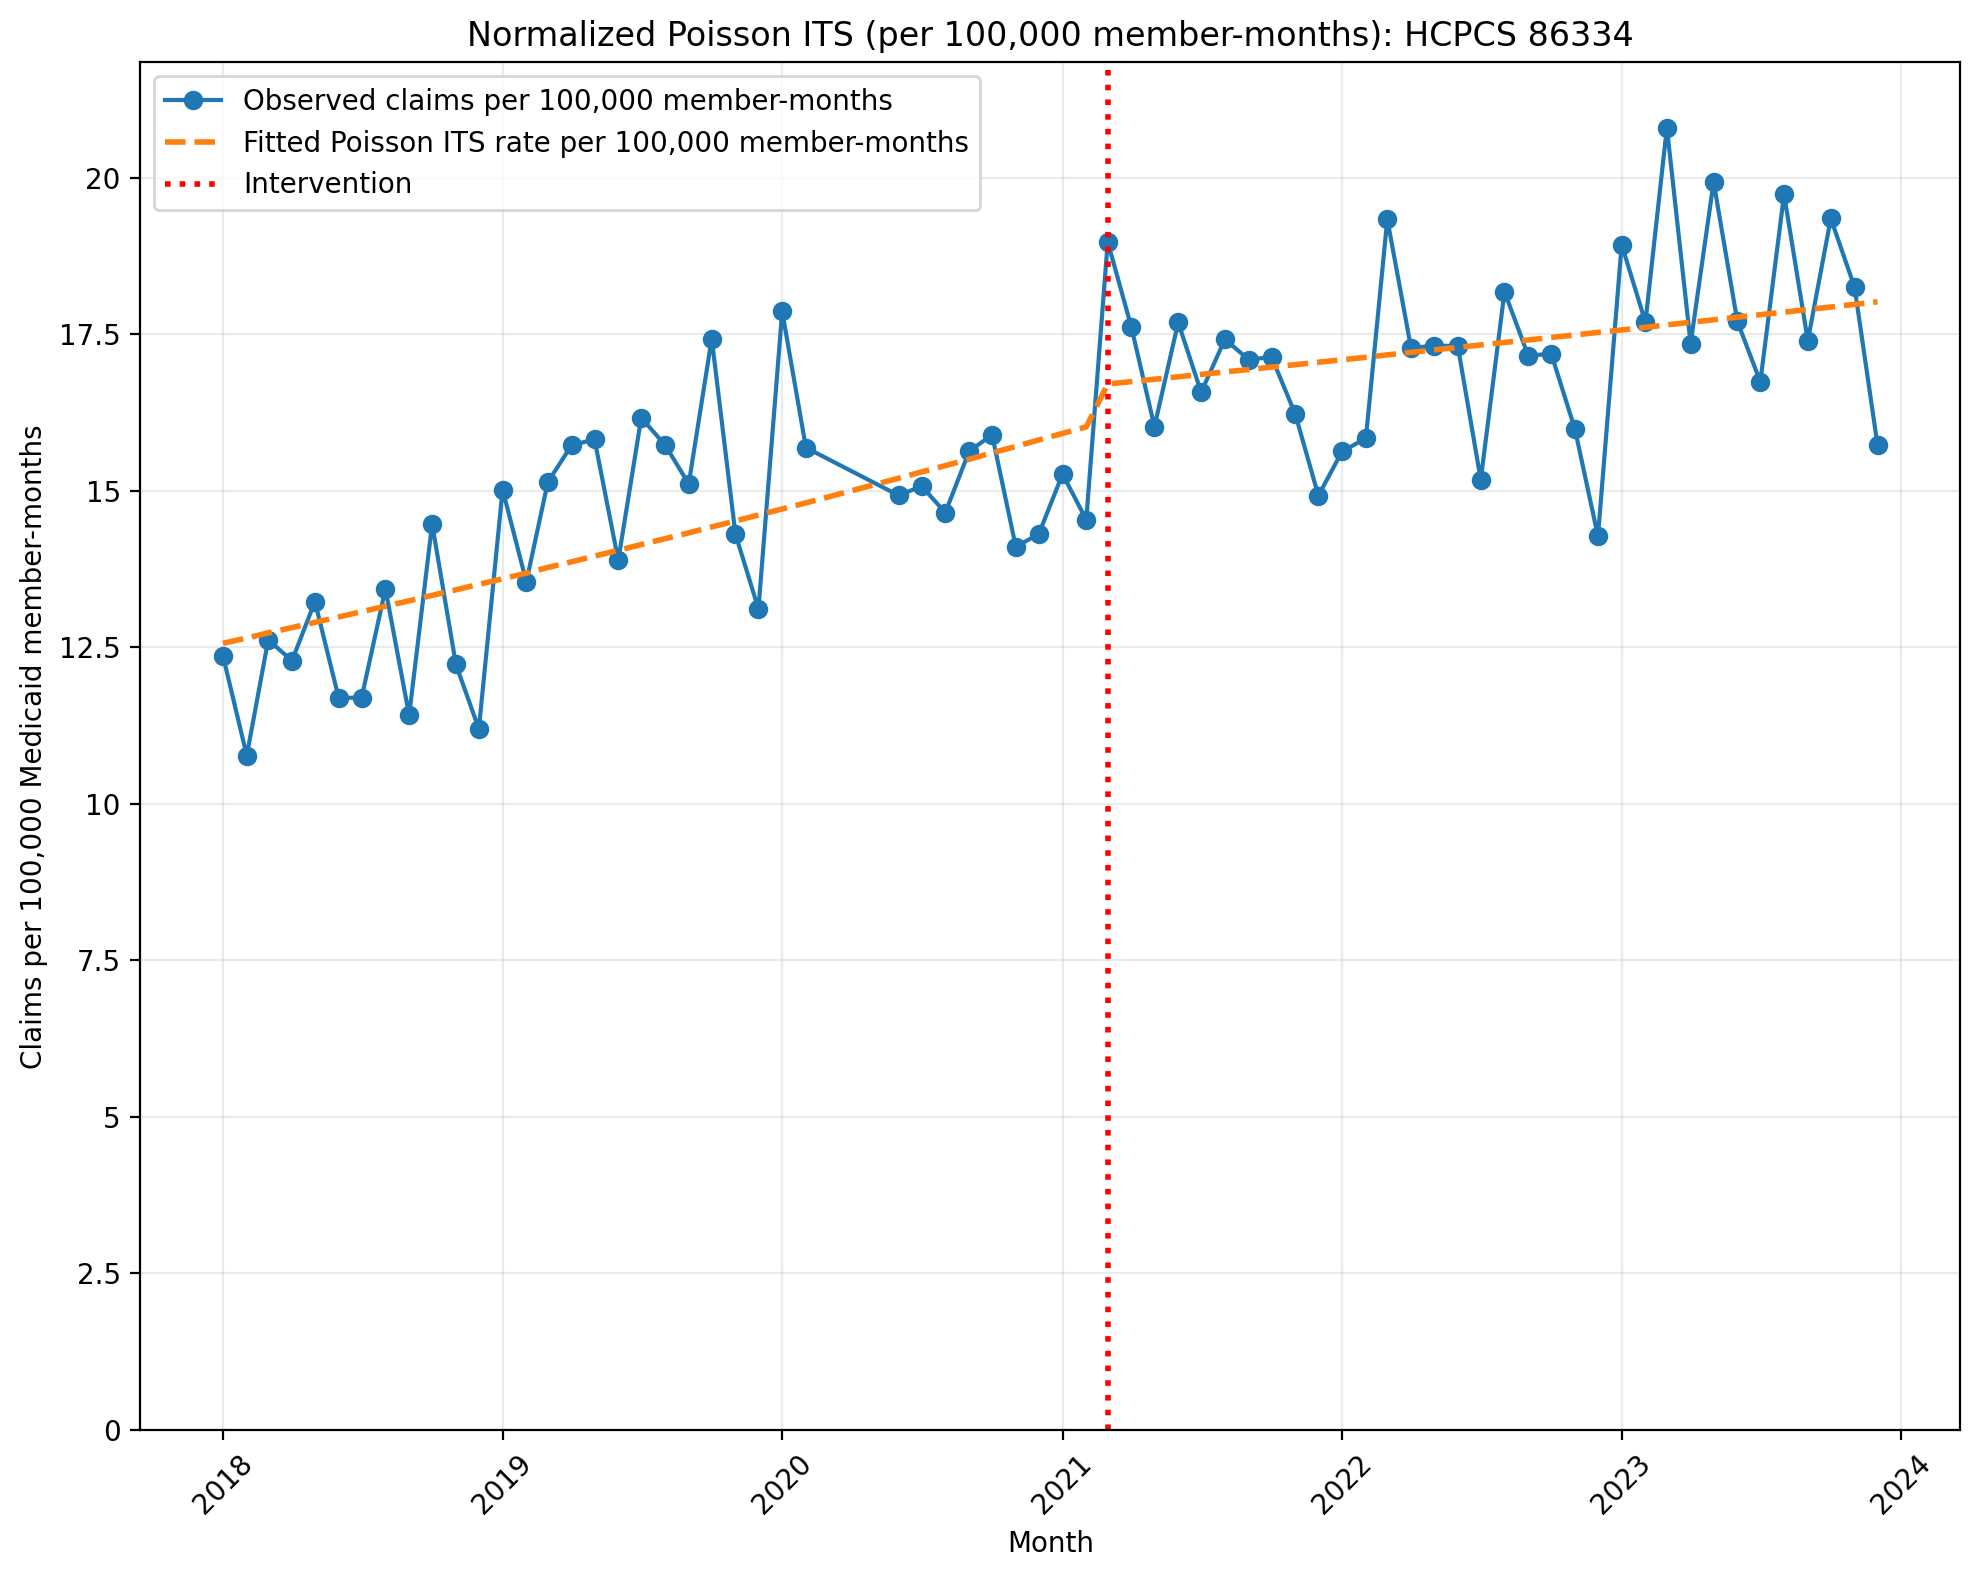 Normalized Poisson ITS (per 100,000 member-months): HCPCS 86334
Observed claims per 100,000 member-months
Fitted Poisson ITS rate per 100,000 member-months
Intervention
Claims per 100,000 Medicaid member-months
20
17.5
15
12.5
10
7.5
5
2.5
0
2018
2019
2020
2021
2022
2023
2024
Month